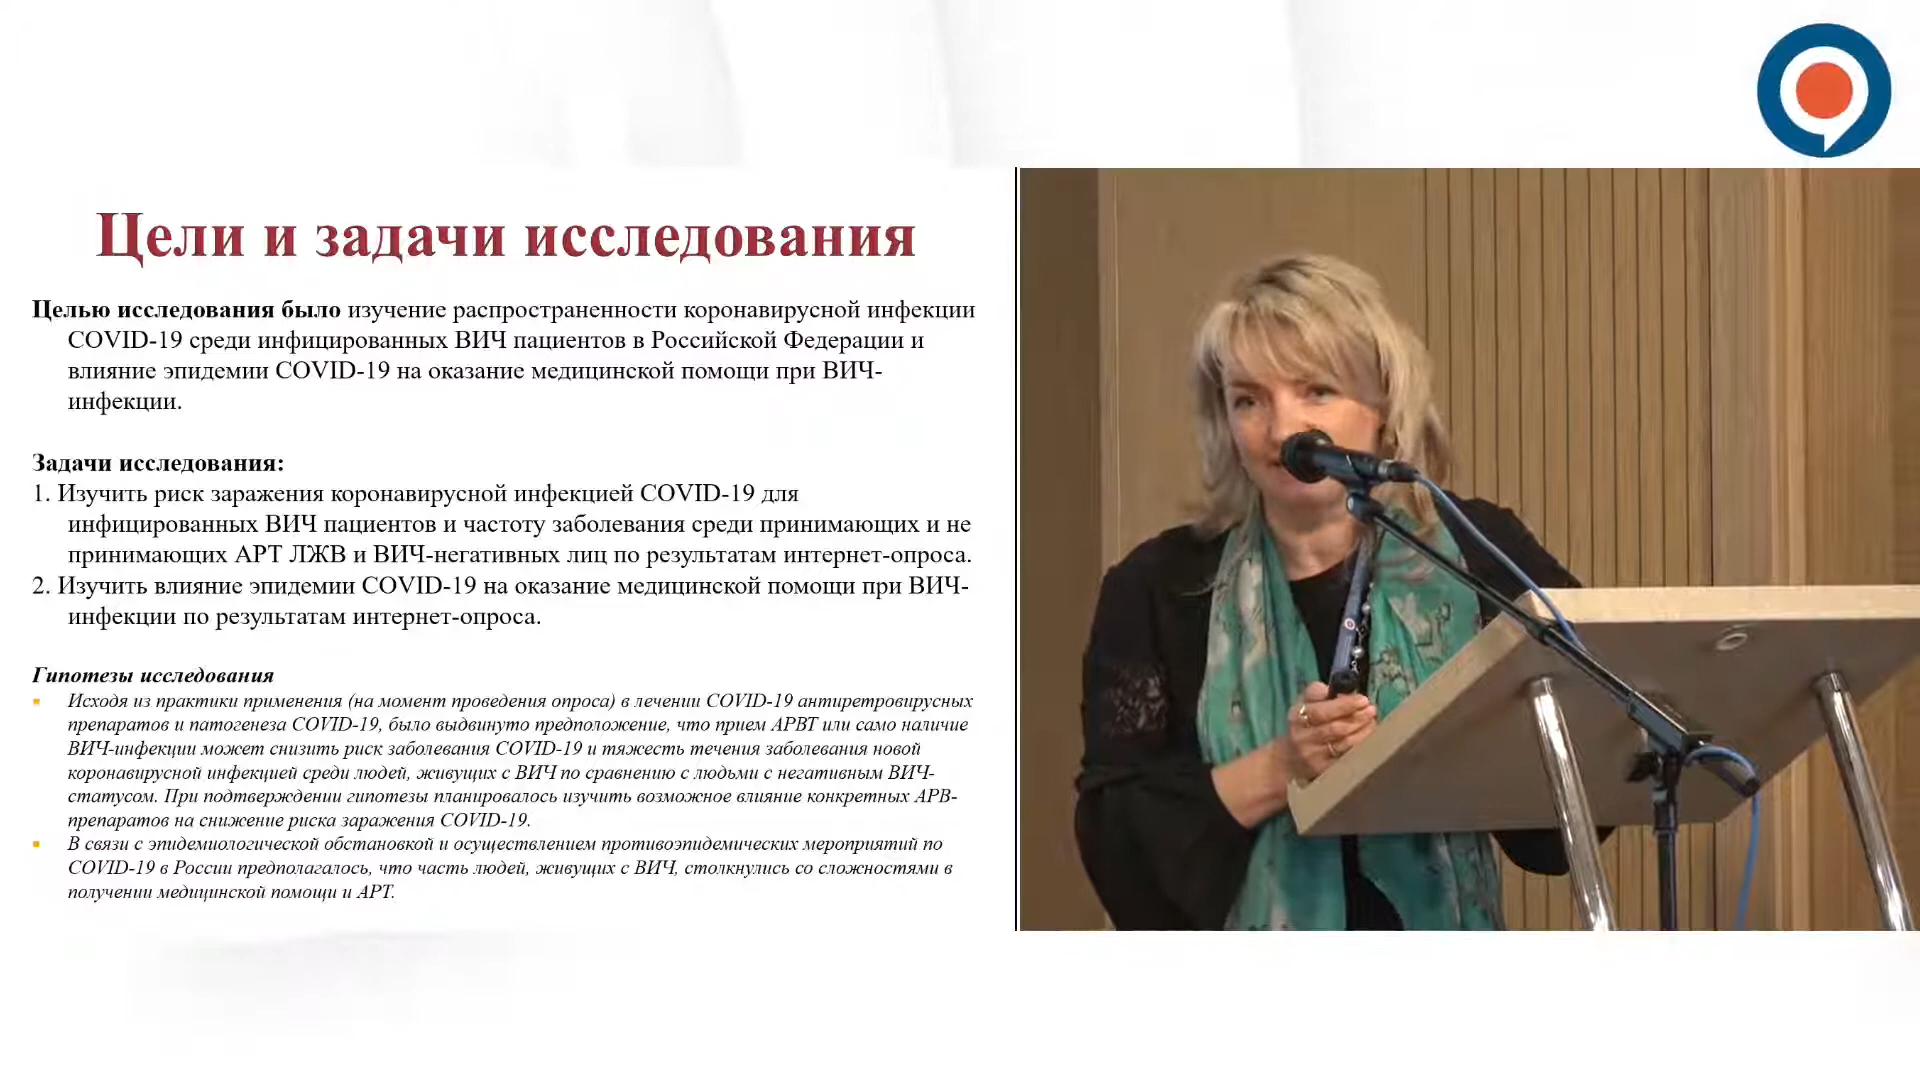 Цели и задачи исследования
Целью исследования было изучение распространенности коронавирусной инфекции
COVID-19 среди инфицированных ВИЧ пациентов в Российской Федерации и
влияние эпидемии COVID-19 на оказание медицинской помощи при ВИЧ-
инфекции.
Задачи исследования:
1. Изучить риск заражения коронавирусной инфекцией COVID-19 для
инфицированных ВИЧ пациентов и частоту заболевания среди принимающих и не
принимающих АРТ ЛЖВ и ВИЧ-негативных лиц по результатам интернет-опроса.
2. Изучить влияние эпидемии COVID-19 на оказание медицинской помощи при ВИЧ-
инфекции по результатам интернет-опроса.
Гипотезы исследования
Исходя из практики применения (на момент проведения опроса) в лечении COVID-19 антиретровирусных
препаратов и патогенеза COVID-19, было выдвинуто предположение, что прием АРВТ или само наличие
ВИЧ-инфекции может снизить риск заболевания COVID-19 и тяжесть течения заболевания новой
коронавирусной инфекцией среди людей, живущих с ВИЧ по сравнению с людьми с негативным ВИЧ-
статусом. При подтверждении гипотезы планировалось изучить возможное влияние конкретных АРВ-
препаратов на снижение риска заражения COVID-19.
В связи с эпидемиологической обстановкой и осуществлением противоэпидемических мероприятий по
COVID-19 в России предполагалось, что часть людей, живущих с ВИЧ, столкнулись со сложностями в
получении медицинской помощи и АРТ.